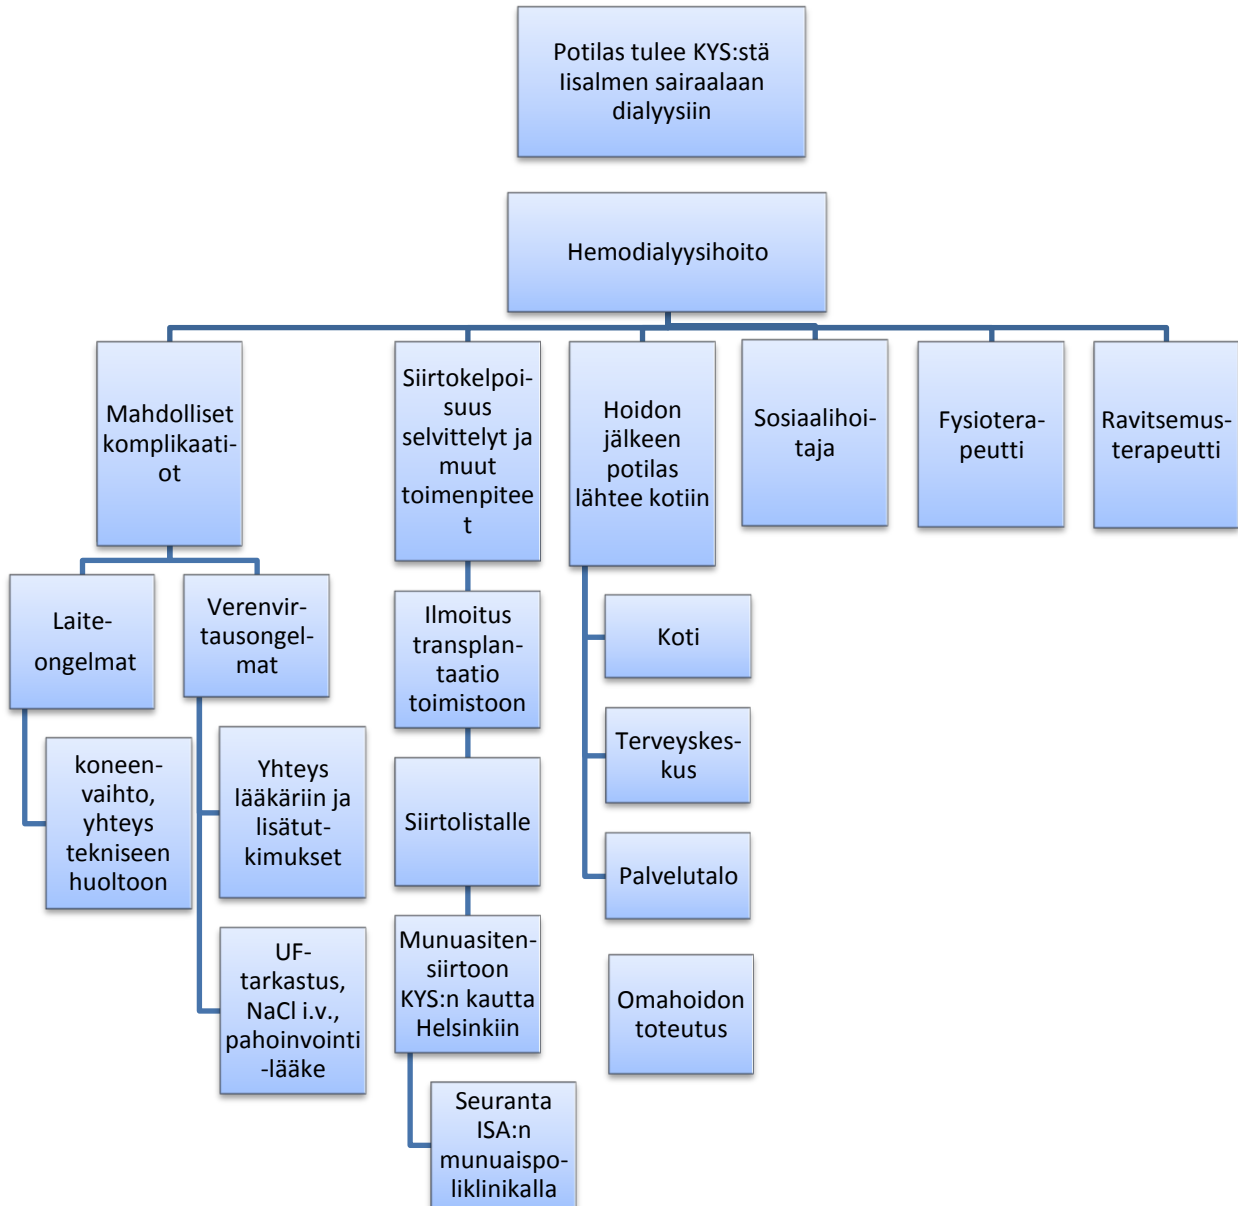 Potilas tulee KYS:stä
Iisalmen sairaalaan
dialyysiin
Hemodialyysihoito
Mahdolliset
komplikaati-
ot
Siirtokelpoi-
suus
selvittelyt ja
muut
toimenpitee
t
Hoidon
jälkeen
potilas
lähtee kotiin
Sosiaalihoi-
taja
Fysiotera-
peutti
Ravitsemus-
terapeutti
Laite-
ongelmat
Verenvir-
tausongel-
mat
Ilmoitus
transplan-
taatio
toimistoon
Koti
koneen-
vaihto,
yhteys
tekniseen
huoltoon
Yhteys
lääkäriin ja
lisätut-
kimukset
Siirtolistalle
Terveyskes-
kus
Palvelutalo
UF-
tarkastus,
NaCl i.v.,
pahoinvointi
-lääke
Munuasiten-
siirtoon
KYS:n kautta
Helsinkiin
Omahoidon
toteutus
Seuranta
ISA:n
munuaispo-
liklinikalla